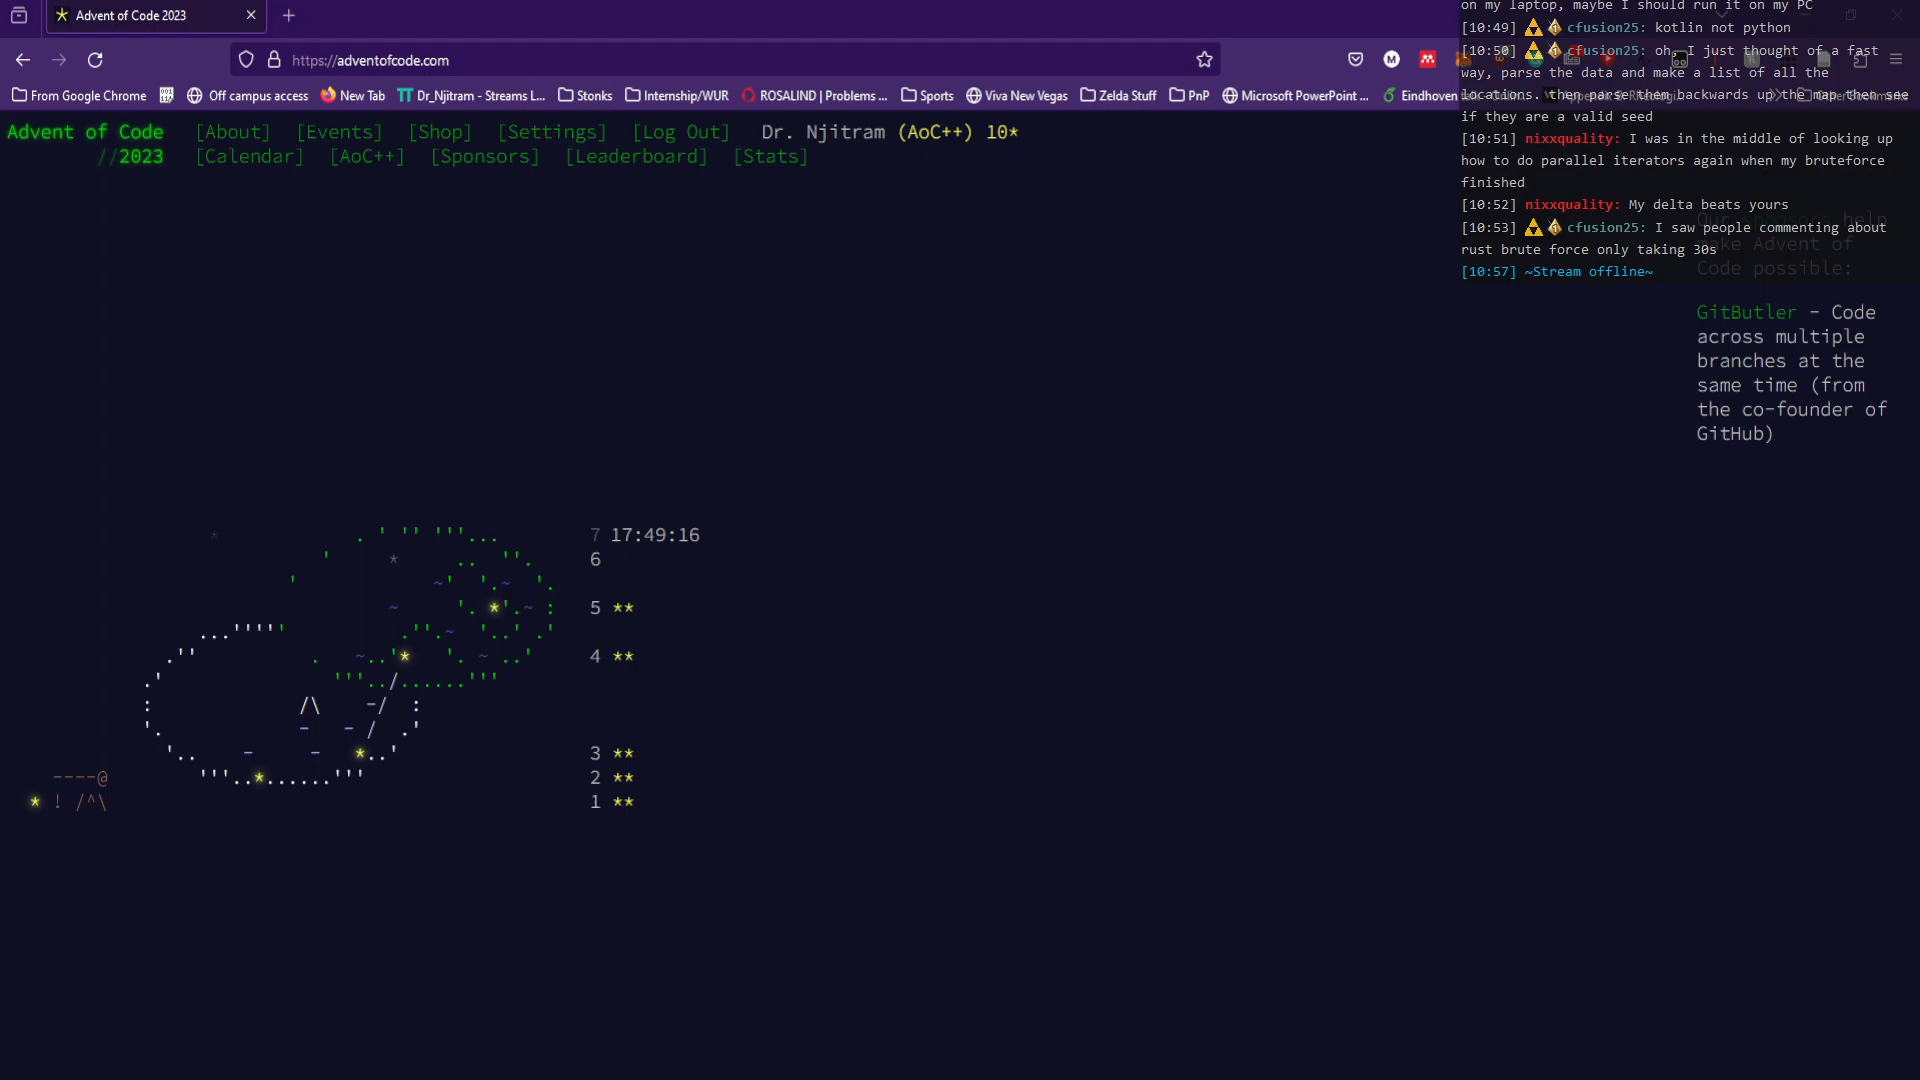 Advent of Code 2023
https://adventofcode.com
From Google Chrome
Off campus access
New Tab
Dr_Njitram - Streams L...
Stonks
Internship/WUR
ROSALIND | Problems ...
Sports
Viva New Vegas
Zelda Stuff
PnP
Microsoft PowerPoint ...
Eindhoven
Advent of Code [About] [Events] [Shop] [Settings] [Log Out] Dr. Njitram (AoC++) 10*
//2023 [Calendar] [AoC++] [Sponsors] [Leaderboard] [Stats]
on my laptop, maybe I should run it on my PC
[10:49] cfusion25: kotlin not python
[10:50] cfusion25: oh, I just thought of a fast
way, parse the data and make a list of all the
locations. then parse them backwards up the map then see
if they are a valid seed
[10:51] nixxquality: I was in the middle of looking up
how to do parallel iterators again when my bruteforce
finished
[10:52] nixxquality: My delta beats yours
[10:53] cfusion25: I saw people commenting about
rust brute force only taking 30s
[10:57] ~Stream offline~
Our sponsors help
make Advent of
Code possible:
GitButler - Code
across multiple
branches at the
same time (from
the co-founder of
GitHub)
7 17:49:16
6
5 **
4 **
3 **
2 **
1 **